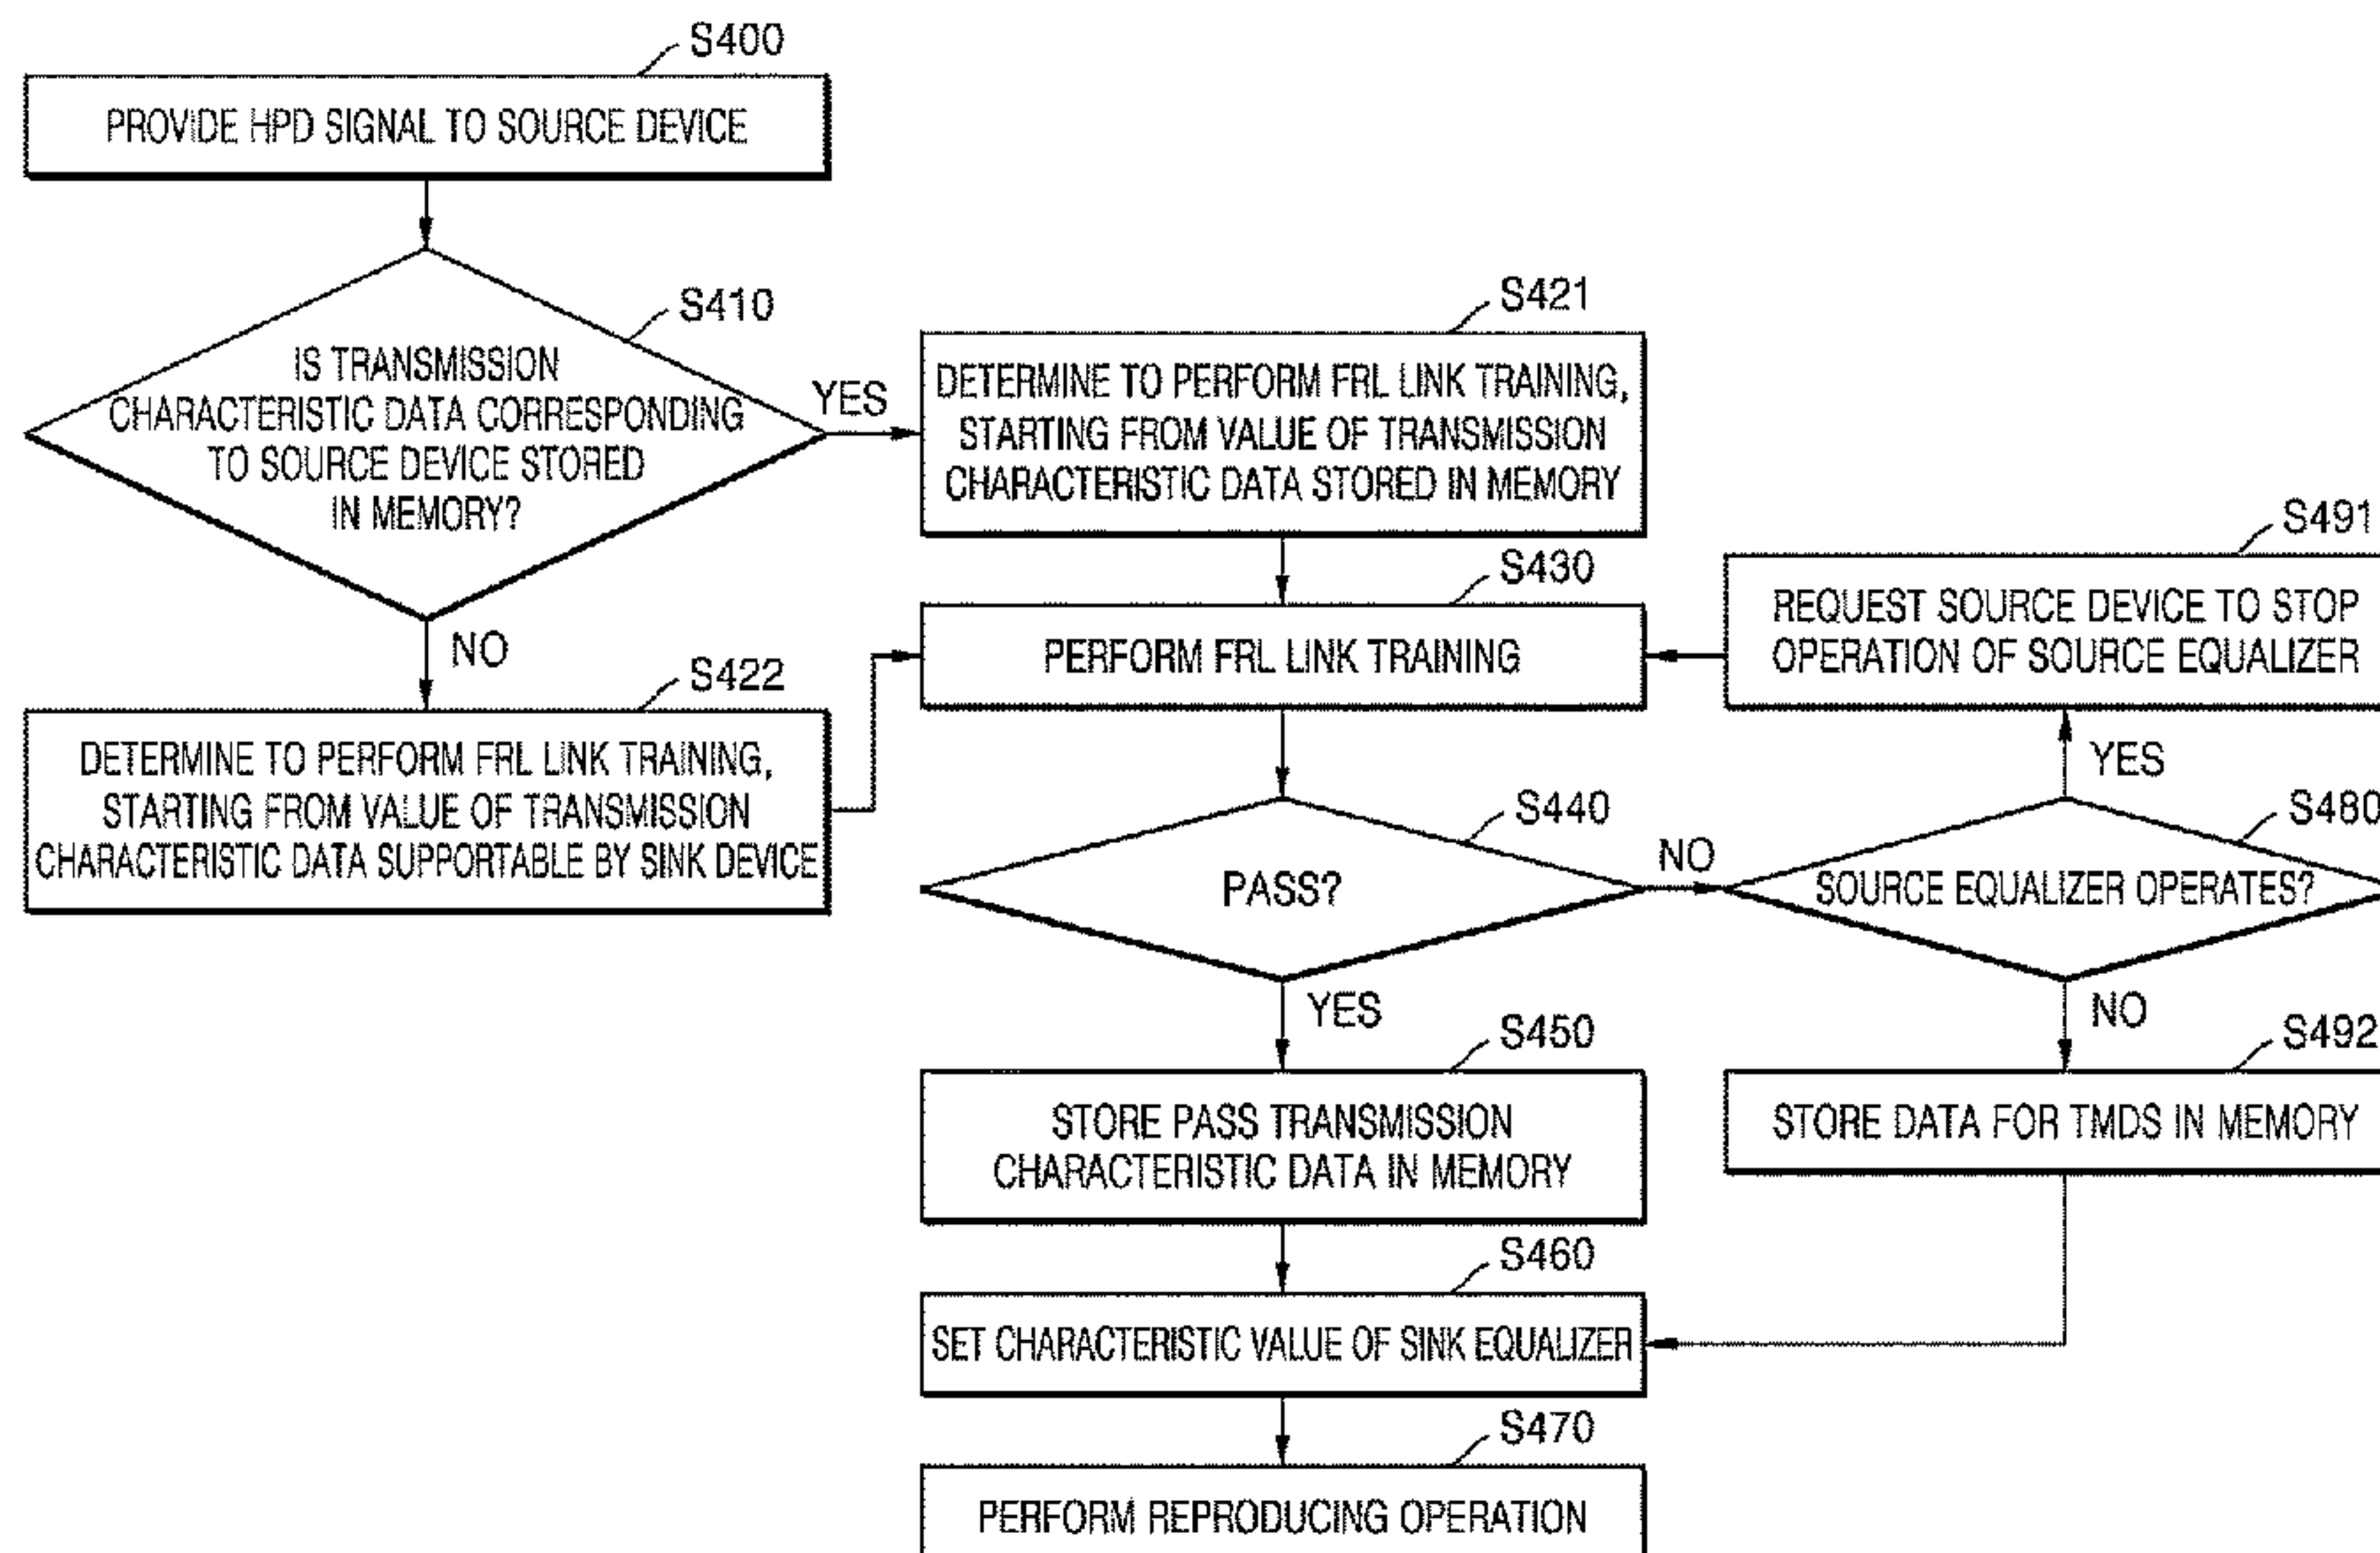 S400
PROVIDE HPD SIGNAL TO SOURCE DEVICE
S410
IS TRANSMISSION
CHARACTERISTIC DATA CORRESPONDING
TO SOURCE DEVICE STORED
IN MEMORY?
YES
NO
S421
DETERMINE TO PERFORM FRL LINK TRAINING,
STARTING FROM VALUE OF TRANSMISSION
CHARACTERISTIC DATA STORED IN MEMORY
S422
DETERMINE TO PERFORM FRL LINK TRAINING,
STARTING FROM VALUE OF TRANSMISSION
CHARACTERISTIC DATA SUPPORTABLE BY SINK DEVICE
S430
PERFORM FRL LINK TRAINING
S491
REQUEST SOURCE DEVICE TO STOP
OPERATION OF SOURCE EQUALIZER
YES
S440
PASS?
NO
S480
SOURCE EQUALIZER OPERATES?
YES
NO
S450
STORE PASS TRANSMISSION
CHARACTERISTIC DATA IN MEMORY
S492
STORE DATA FOR TMDS IN MEMORY
S460
SET CHARACTERISTIC VALUE OF SINK EQUALIZER
S470
PERFORM REPRODUCING OPERATION